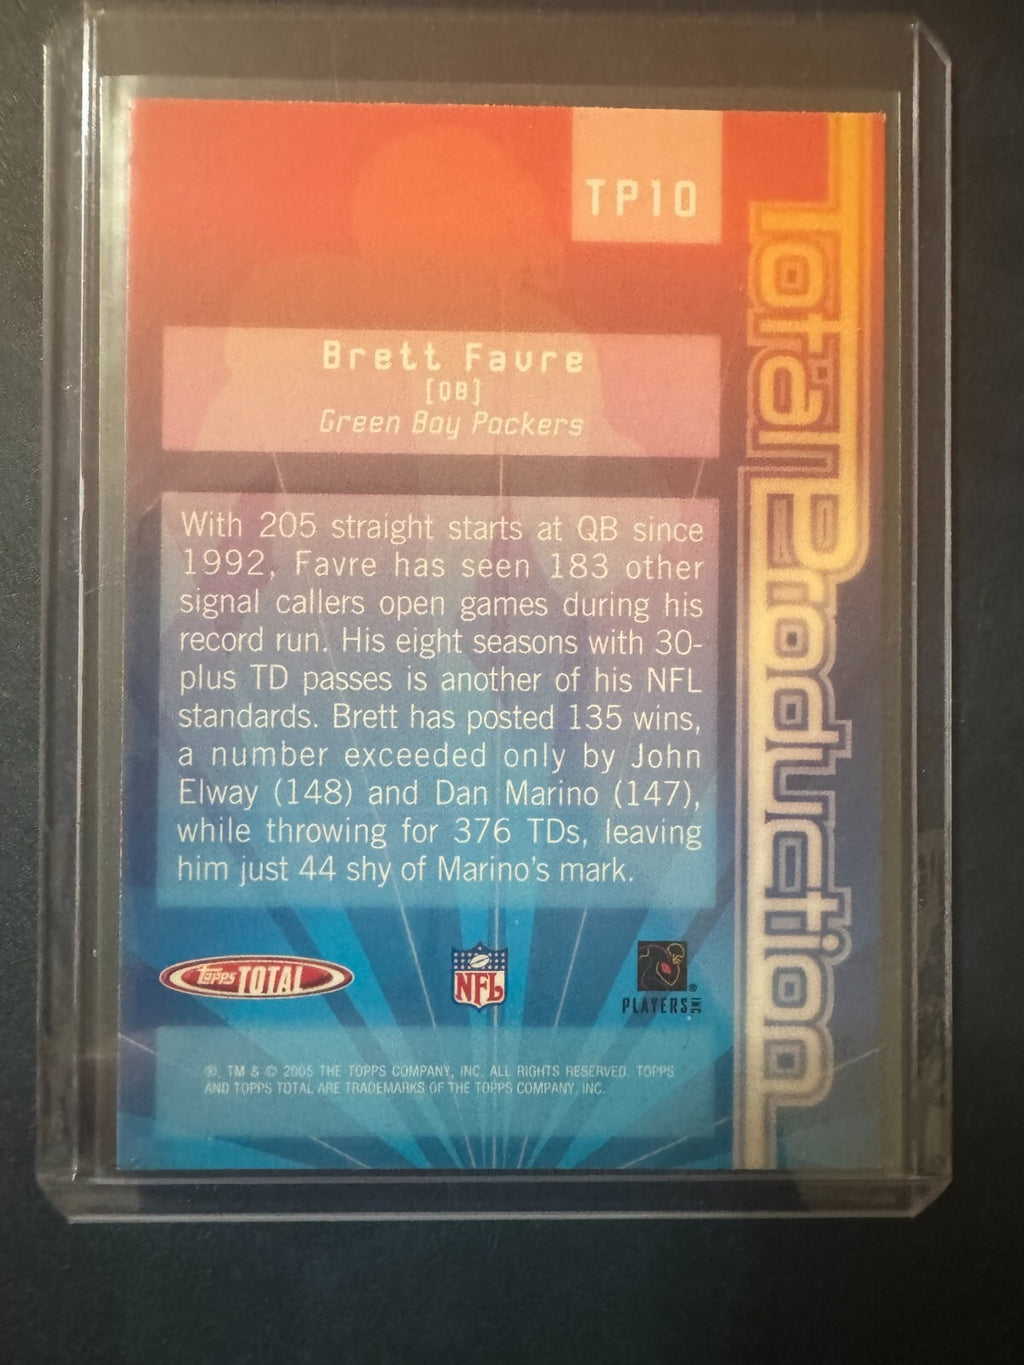 TP10
Total Production
Brett Favre
[QB]
Green Bay Packers
With 205 straight starts at QB since
1992, Favre has seen 183 other
signal callers open games during his
record run. His eight seasons with 30-
plus TD passes is another of his NFL
standards. Brett has posted 135 wins,
a number exceeded only by John
Elway (148) and Dan Marino (147),
while throwing for 376 TDs, leaving
him just 44 shy of Marino's mark.
Topps TOTAL
NFL
PLAYERS INC ®
®, TM & © 2005 THE TOPPS COMPANY, INC. ALL RIGHTS RESERVED. TOPPS
AND TOPPS TOTAL ARE TRADEMARKS OF THE TOPPS COMPANY, INC.